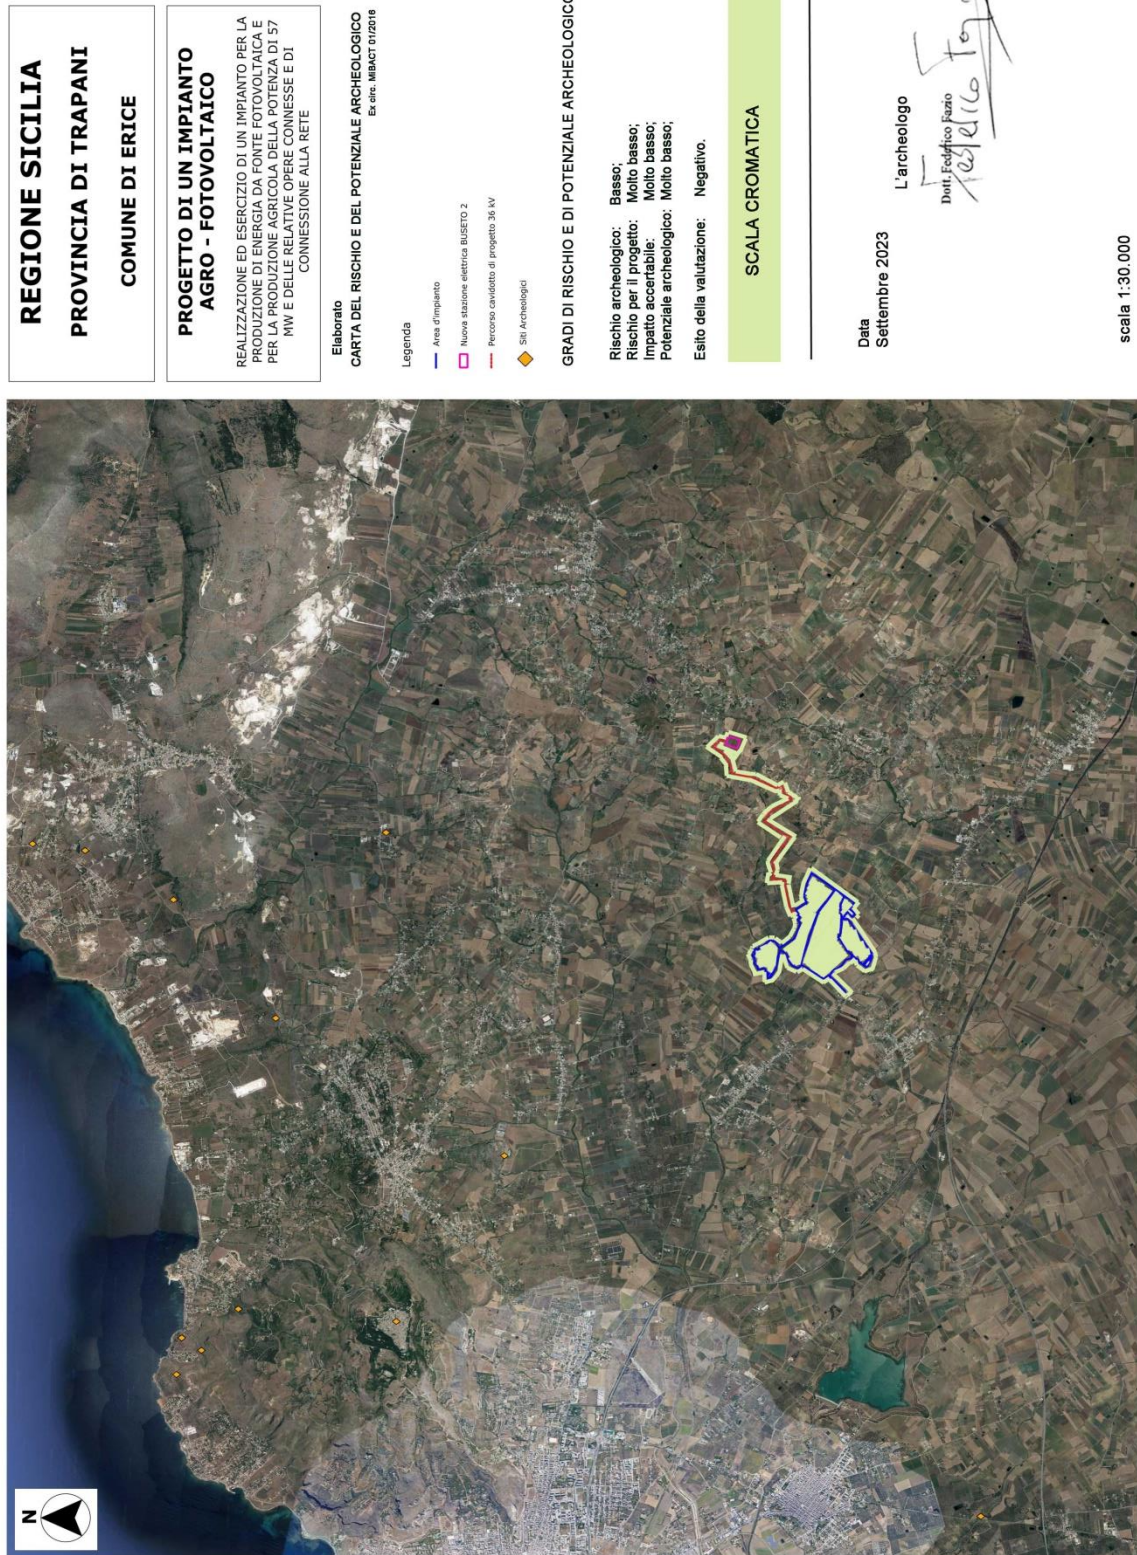 REGIONE SICILIA
PROVINCIA DI TRAPANI
COMUNE DI ERICE
PROGETTO DI UN IMPIANTO
AGRO - FOTOVOLTAICO
REALIZZAZIONE ED ESERCIZIO DI UN IMPIANTO PER LA
PRODUZIONE DI ENERGIA DA FONTE FOTOVOLTAICA E
PER LA PRODUZIONE AGRICOLA DELLA POTENZA DI 57
MW E DELLE RELATIVE OPERE CONNESSE E DI
CONNESSIONE ALLA RETE
Elaborato
CARTA DEL RISCHIO E DEL POTENZIALE ARCHEOLOGICO
Ex circ. MIBACT 01/2016
Legenda
Area d'impianto
Nuova stazione elettrica BUSETO 2
Percorso cavidotto di progetto 36 kV
Siti Archeologici
GRADI DI RISCHIO E DI POTENZIALE ARCHEOLOGICO
Rischio archeologico: Basso;
Rischio per il progetto: Molto basso;
Impatto accertabile: Molto basso;
Potenziale archeologico: Molto basso;
Esito della valutazione: Negativo.
SCALA CROMATICA
Data
Settembre 2023
L'archeologo
Dott. Federico Fazio
scala 1:30.000
N